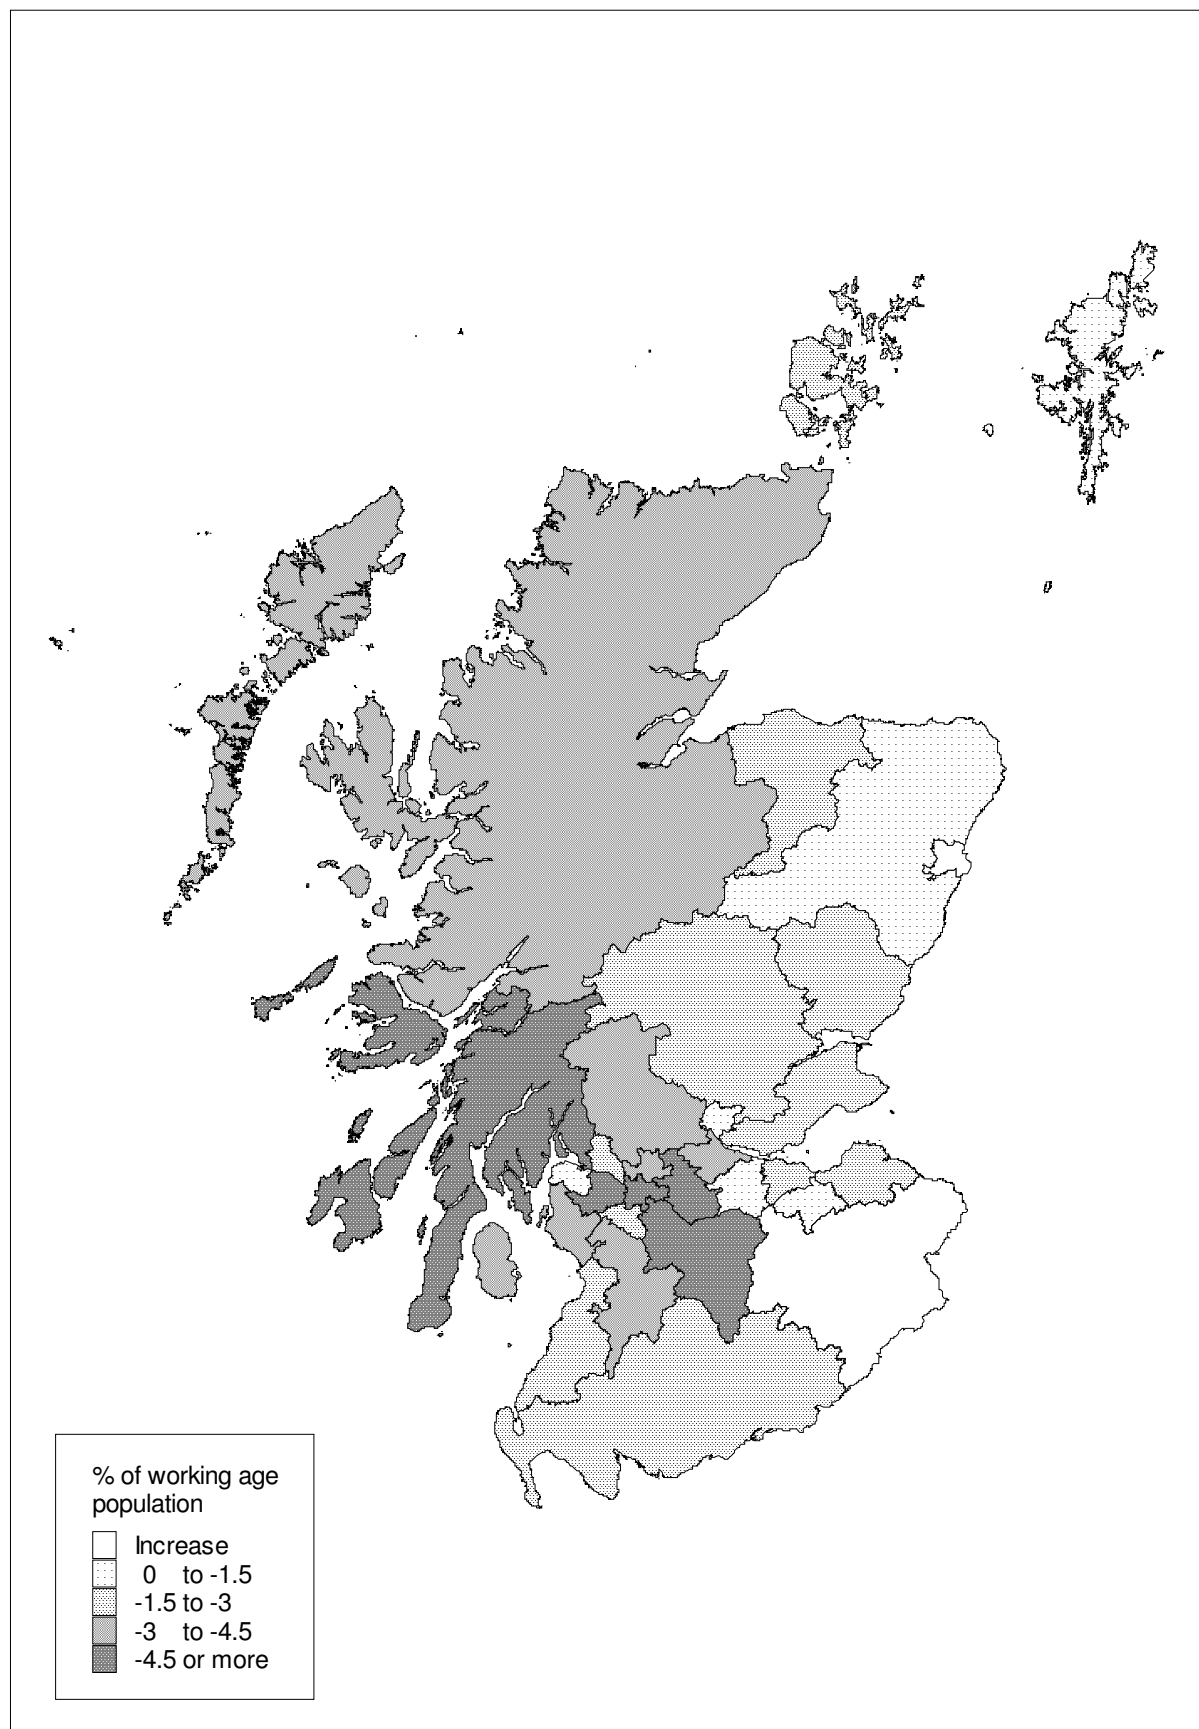 % of working age
population
Increase
0 to -1.5
-1.5 to -3
-3 to -4.5
-4.5 or more